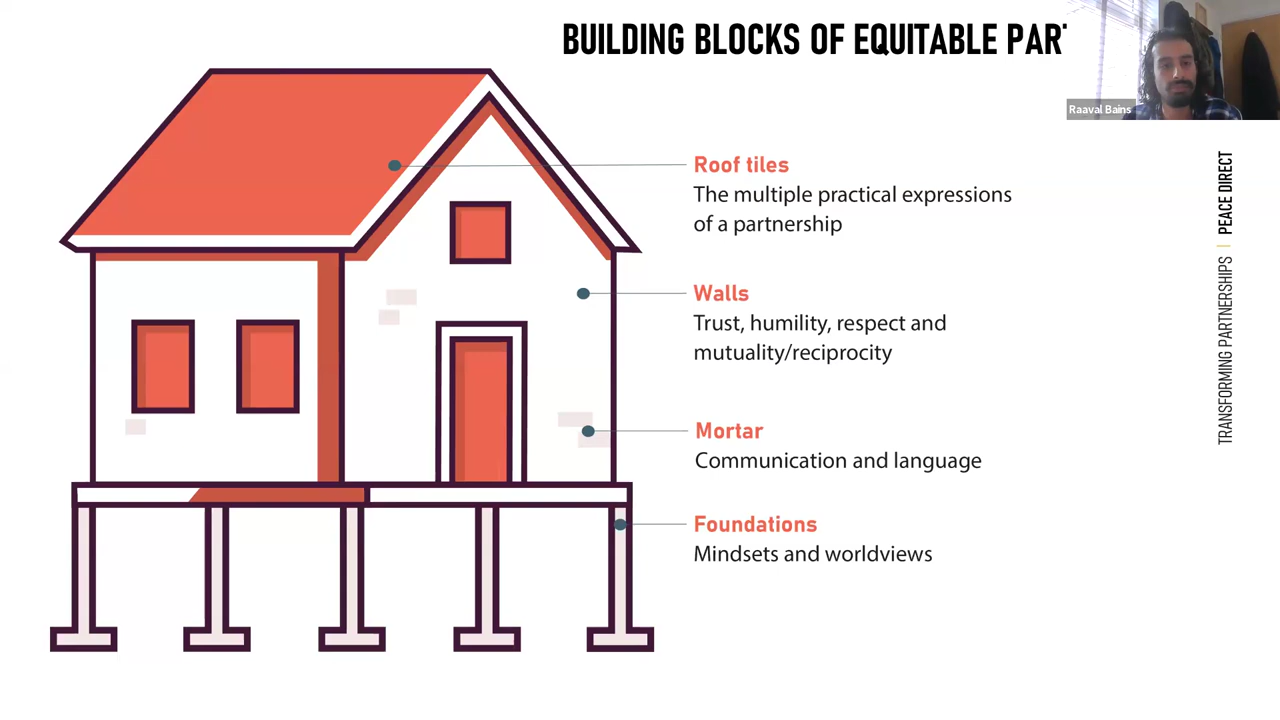 BUILDING BLOCKS OF EQUITABLE
Raaval Bains
Roof tiles
The multiple practical expressions
of a partnership
Walls
Trust, humility, respect and
mutuality/reciprocity
Mortar
Communication and language
Foundations
Mindsets and worldviews
TRANSFORMING PARTNERSHIPS | PEACE DIRECT